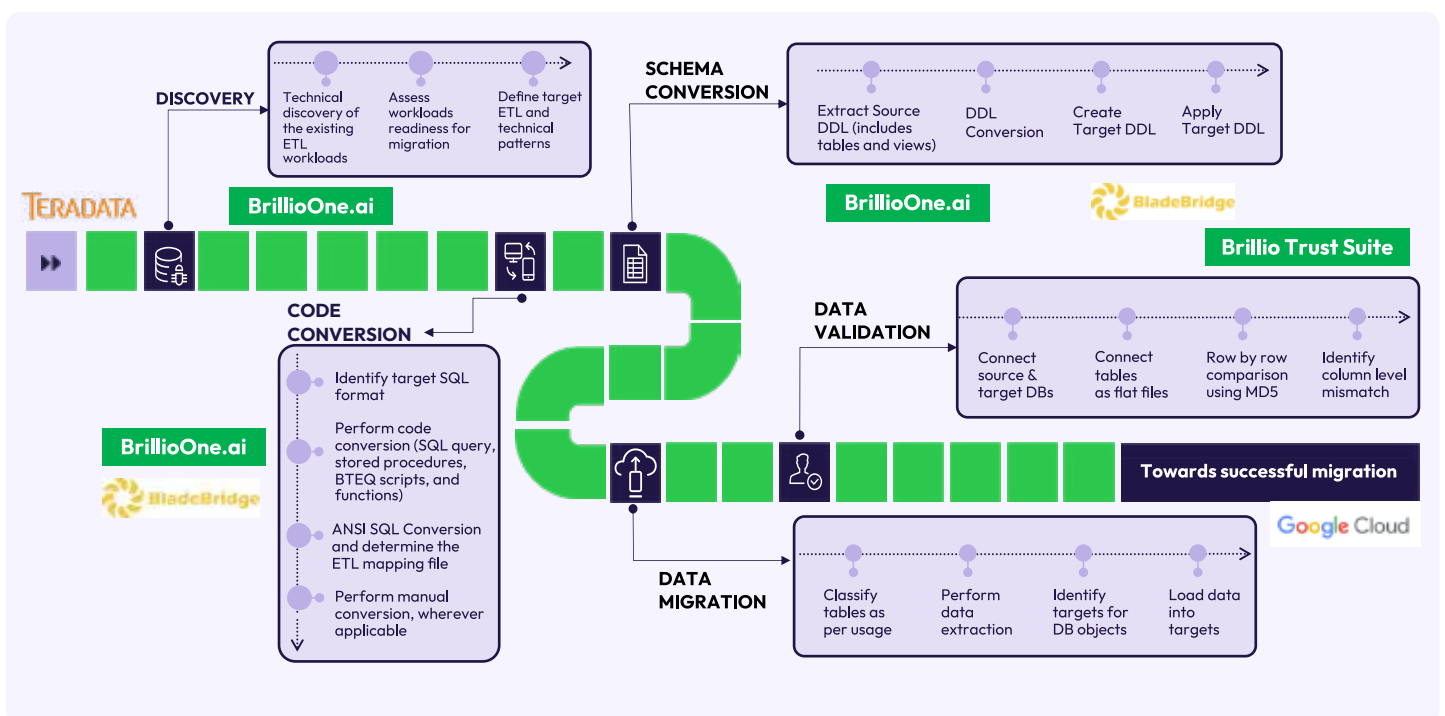 DISCOVERY
Technical
discovery of
the existing
ETL
workloads
Assess
workloads
readiness for
migration
Define target
ETL and
technical
patterns
SCHEMA
CONVERSION
Extract Source
DDL (includes
tables and views)
DDL
Conversion
Create
Target DDL
Apply
Target DDL
TERADATA
BrillioOne.ai
BrillioOne.ai
BladeBridge
Brillio Trust Suite
CODE
CONVERSION
Identify target SQL
format
Perform code
conversion (SQL query,
stored procedures,
BTEQ scripts, and
functions)
ANSI SQL Conversion
and determine the
ETL mapping file
Perform manual
conversion, wherever
applicable
BrillioOne.ai
BladeBridge
DATA
VALIDATION
Connect
source &
target DBs
Connect
tables
as flat files
Row by row
comparison
using MD5
Identify
column level
mismatch
Towards successful migration
Google Cloud
DATA
MIGRATION
Classify
tables as
per usage
Perform
data
extraction
Identify
targets for
DB objects
Load data
into
targets